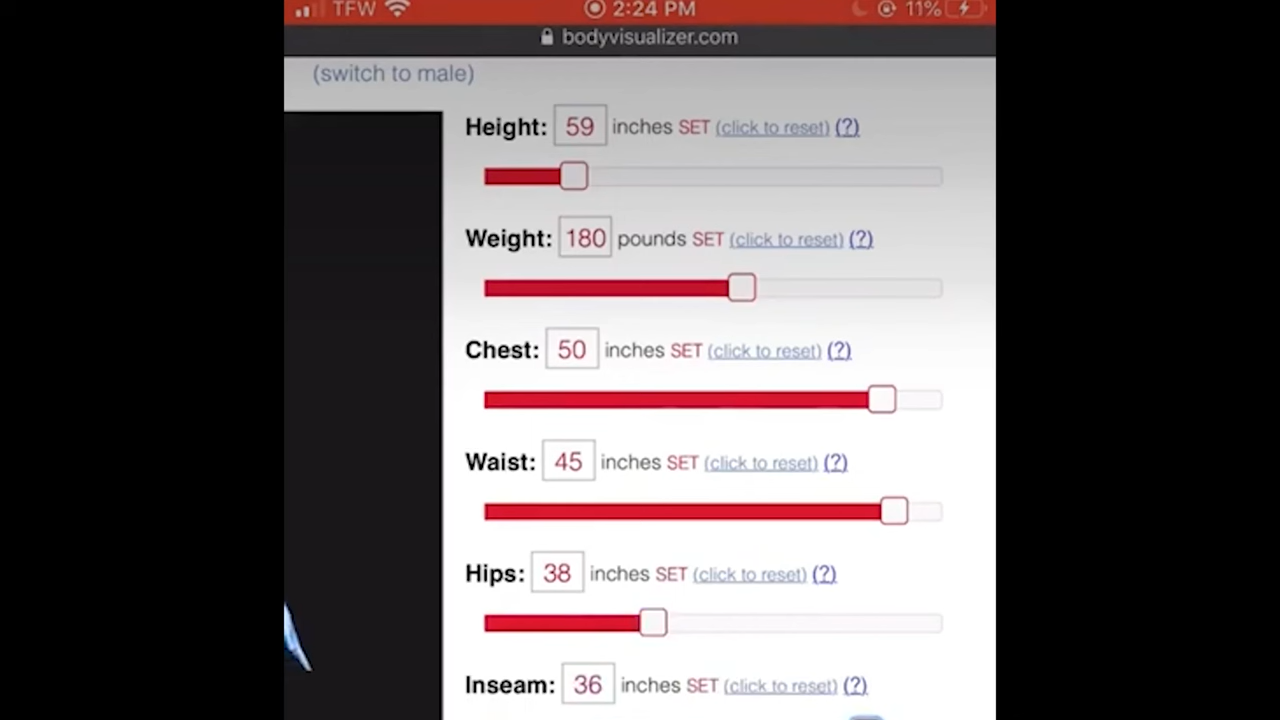 TFW 2:24 PM 11%
bodyvisualizer.com
(switch to male)
Height: 59 inches SET (click to reset) (?)
Weight: 180 pounds SET (click to reset) (?)
Chest: 50 inches SET (click to reset) (?)
Waist: 45 inches SET (click to reset) (?)
Hips: 38 inches SET (click to reset) (?)
Inseam: 36 inches SET (click to reset) (?)